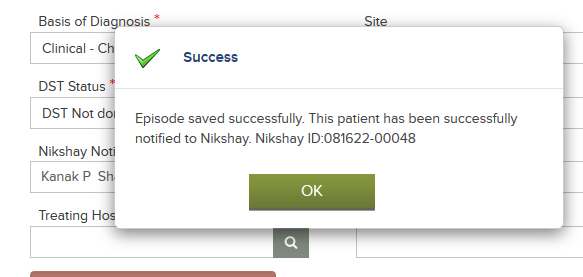 Basis of Diagnosis *
Site
Clinical - Ch
Success
DST Status *
DST Not do
Episode saved successfully. This patient has been successfully
notified to Nikshay. Nikshay ID:081622-00048
Nikshay Noti
Kanak P Sh
OK
Treating Hos